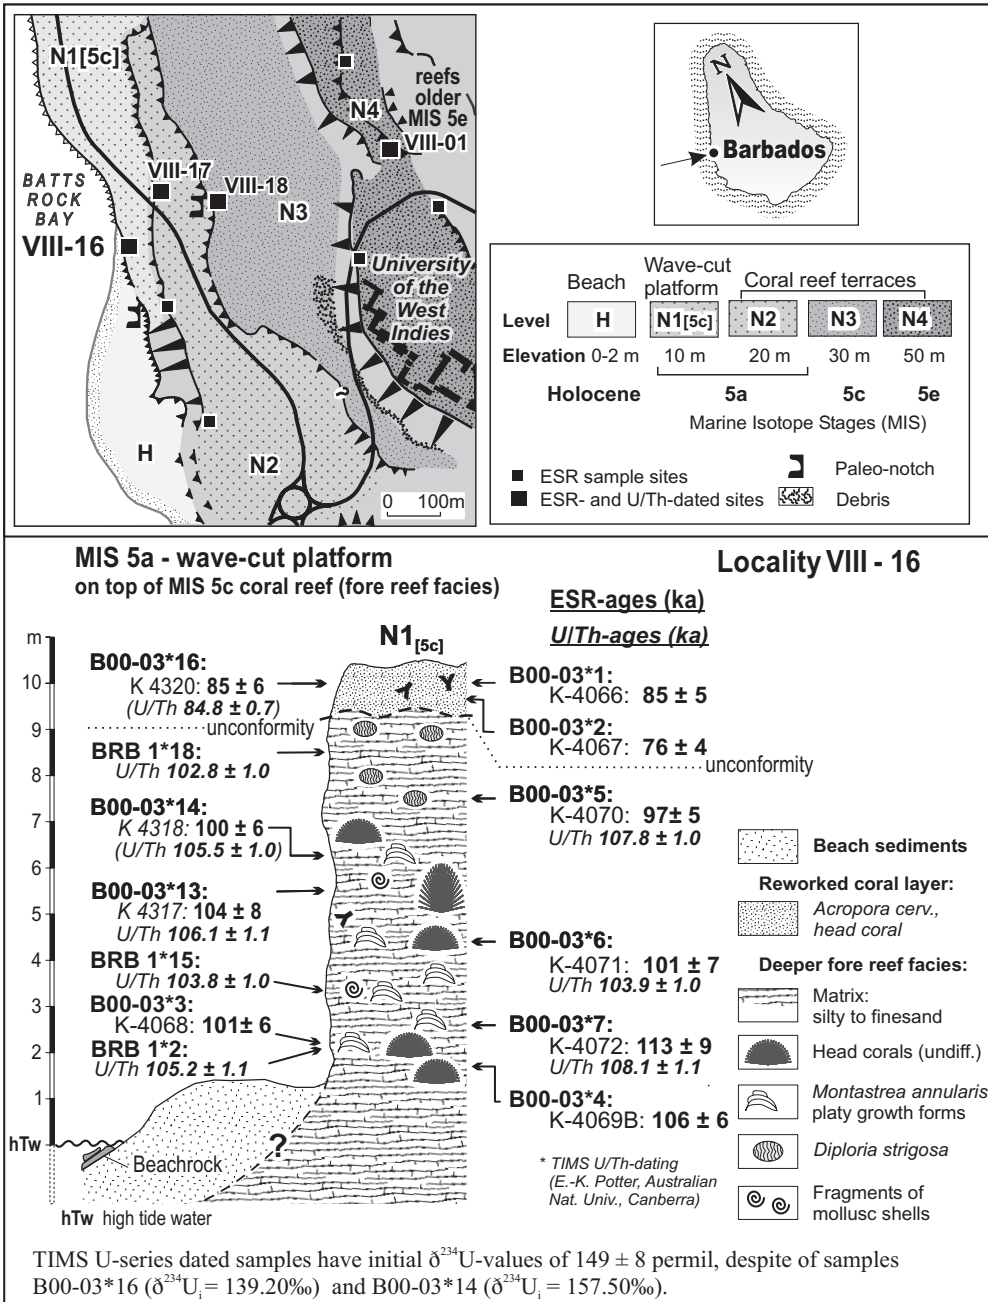 N1[5c]
reefs
older
MIS 5e
N4
VIII-01
VIII-17
BATTS
ROCK
BAY
VIII-18
N3
VIII-16
University
of the
West
Indies
?
H
N2
0 100m
N
Barbados
Beach
Wave-cut
platform
Coral reef terraces
Level H N1[5c] N2 N3 N4
Elevation 0-2 m 10 m 20 m 30 m 50 m
Holocene 5a 5c 5e
Marine Isotope Stages (MIS)
ESR sample sites
ESR- and U/Th-dated sites
Paleo-notch
Debris
MIS 5a - wave-cut platform
on top of MIS 5c coral reef (fore reef facies)
Locality VIII - 16
ESR-ages (ka)
U/Th-ages (ka)
N1[5c]
m
10
9
8
7
6
5
4
3
2
1
hTw
B00-03*16:
K 4320: 85 ± 6
(U/Th 84.8 ± 0.7)
unconformity
BRB 1*18:
U/Th 102.8 ± 1.0
B00-03*14:
K 4318: 100 ± 6
(U/Th 105.5 ± 1.0)
B00-03*13:
K 4317: 104 ± 8
U/Th 106.1 ± 1.1
BRB 1*15:
U/Th 103.8 ± 1.0
B00-03*3:
K-4068: 101± 6
BRB 1*2:
U/Th 105.2 ± 1.1
B00-03*1:
K-4066: 85 ± 5
B00-03*2:
K-4067: 76 ± 4
unconformity
B00-03*5:
K-4070: 97± 5
U/Th 107.8 ± 1.0
B00-03*6:
K-4071: 101 ± 7
U/Th 103.9 ± 1.0
B00-03*7:
K-4072: 113 ± 9
U/Th 108.1 ± 1.1
B00-03*4:
K-4069B: 106 ± 6
* TIMS U/Th-dating
(E.-K. Potter, Australian
Nat. Univ., Canberra)
Beach sediments
Reworked coral layer:
Acropora cerv.,
head coral
Deeper fore reef facies:
Matrix:
silty to finesand
Head corals (undiff.)
Montastrea annularis
platy growth forms
Diploria strigosa
Fragments of
mollusc shells
?
Beachrock
hTw high tide water
TIMS U-series dated samples have initial ð²³⁴U-values of 149 ± 8 permil, despite of samples
B00-03*16 (ð²³⁴Uᵢ = 139.20‰) and B00-03*14 (ð²³⁴Uᵢ = 157.50‰).